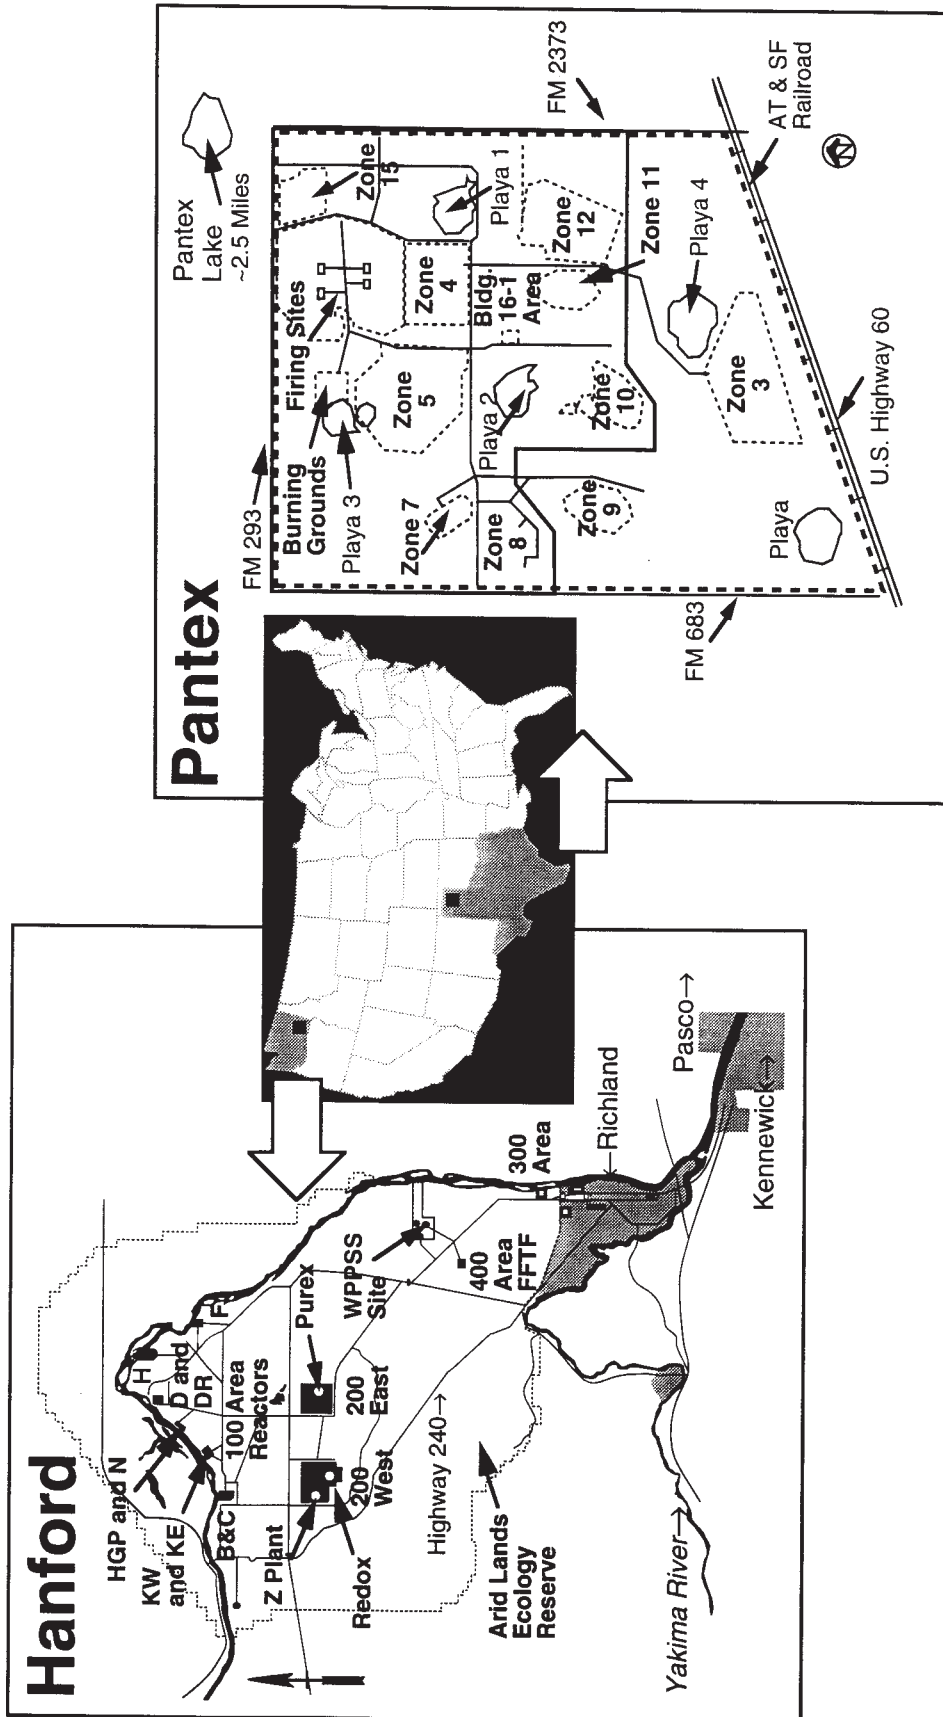 Hanford
HGP and N
KW
and KE
B&C
H
D and
DR
F
100 Area
Reactors
Z Plant
Redox
200
West
200
East
Purex
WPPSS
Site
400
Area
FFTF
300
Area
Highway 240→
Arid Lands
Ecology
Reserve
Yakima River→
←Richland
Pasco→
Kennewick→
Pantex
Pantex
Lake
~2.5 Miles
FM 293
Burning
Grounds
Firing Sites
Playa 3
Zone
15
Zone 7
Zone
5
Zone
4
Playa 1
Zone
8
Playa 2
Bldg.
16-1
Area
Zone
12
Zone
9
Zone
10
Zone 11
Zone
3
Playa 4
Playa
FM 683
FM 2373
AT & SF
Railroad
U.S. Highway 60
N